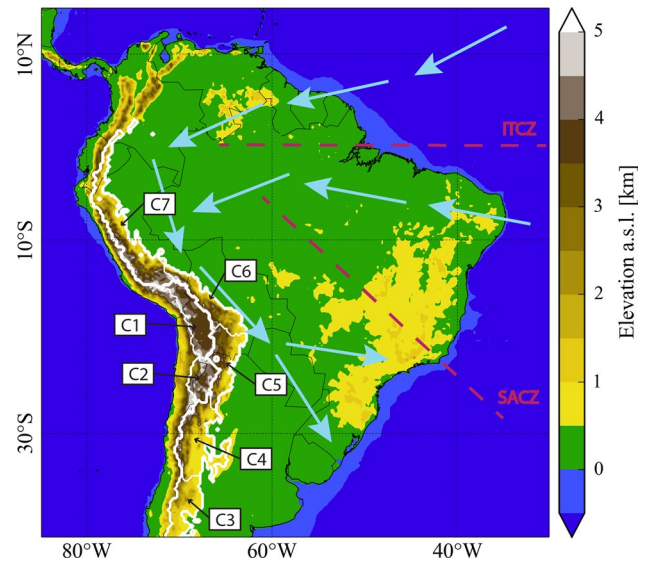 10°N
10°S
30°S
80°W
60°W
40°W
ITCZ
SACZ
C7
C6
C1
C2
C5
C4
C3
5
4
3
2
1
0
Elevation a.s.l. [km]